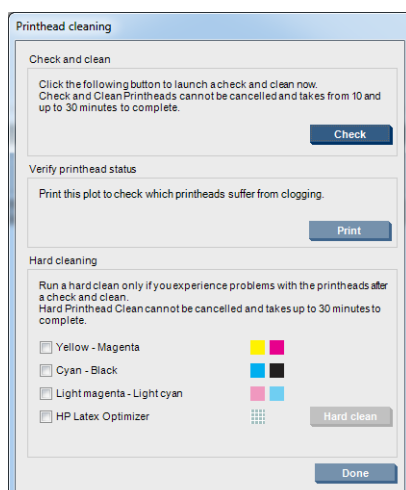 Printhead cleaning
Check and clean
Click the following button to launch a check and clean now.
Check and Clean Printheads cannot be cancelled and takes from 10 and
up to 30 minutes to complete.
Check
Verify printhead status
Print this plot to check which printheads suffer from clogging.
Print
Hard cleaning
Run a hard clean only if you experience problems with the printheads after
a check and clean.
Hard Printhead Clean cannot be cancelled and takes up to 30 minutes to
complete.
Yellow - Magenta
Cyan - Black
Light magenta - Light cyan
HP Latex Optimizer
Hard clean
Done